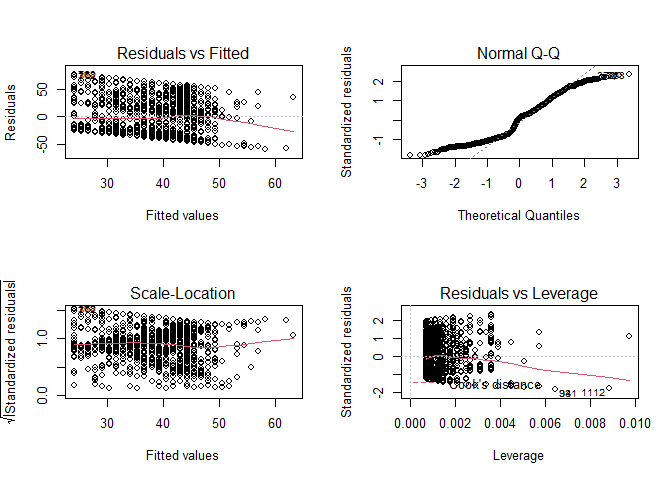 Residuals vs Fitted
Residuals
50
0
-50
30 40 50 60
Fitted values
Normal Q-Q
Standardized residuals
2
1
-1
-3 -2 -1 0 1 2 3
Theoretical Quantiles
Scale-Location
√|Standardized residuals|
1.0
0.0
30 40 50 60
Fitted values
Residuals vs Leverage
Standardized residuals
2
1
0
-2
Cook's distance
1112
0.000 0.002 0.004 0.006 0.008 0.010
Leverage